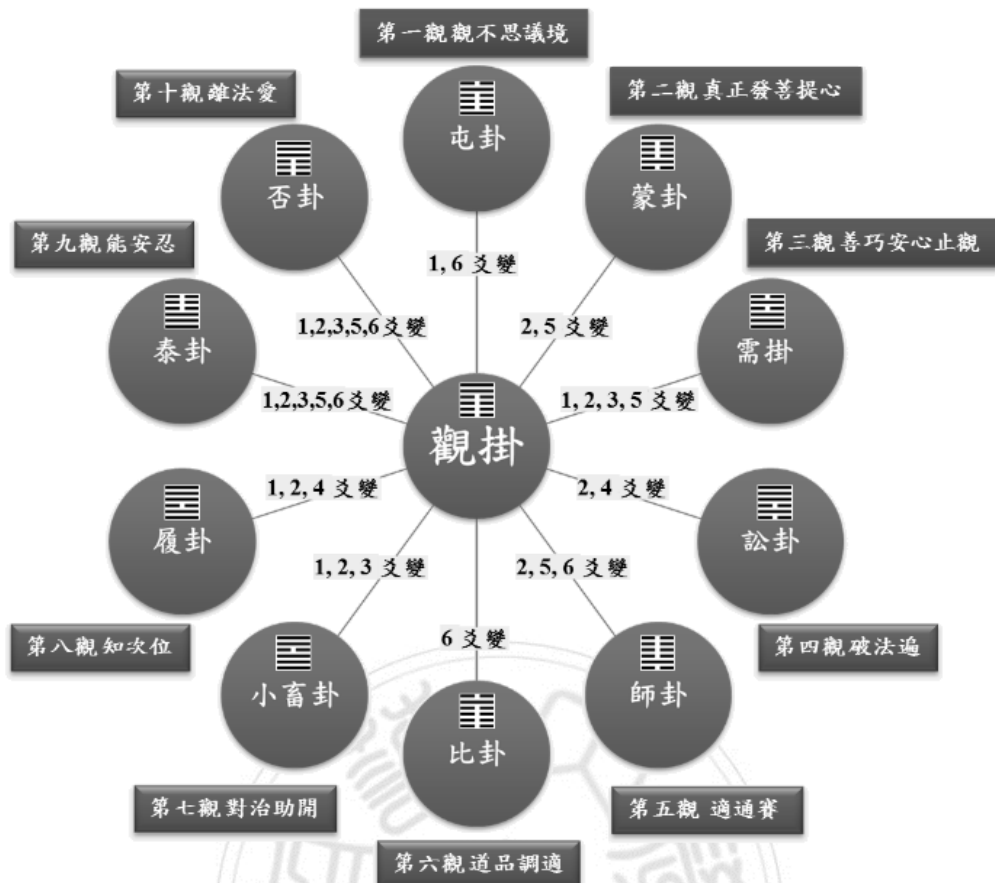 第一觀觀不思議境
屯卦
1, 6 爻變
第二觀真正發菩提心
蒙卦
2, 5 爻變
第三觀善巧安心止觀
需掛
1, 2, 3, 5 爻變
第四觀破法遍
訟卦
2, 4 爻變
第五觀 適通賽
師卦
2, 5, 6 爻變
第六觀道品調適
比卦
6 爻變
第七觀對治助開
小畜卦
1, 2, 3 爻變
第八觀知次位
履卦
1, 2, 4 爻變
第九觀能安忍
泰卦
1,2,3,5,6 爻變
第十觀離法愛
否卦
1,2,3,5,6 爻變
觀掛